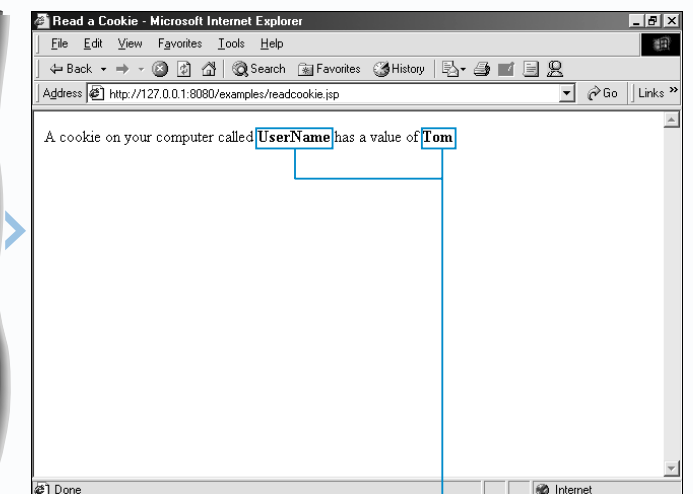 Read a Cookie - Microsoft Internet Explorer
File Edit View Favorites Tools Help
Back Search Favorites History
Address http://127.0.0.1:8080/examples/readcookie.jsp Go Links »
A cookie on your computer called UserName has a value of Tom
Done Internet